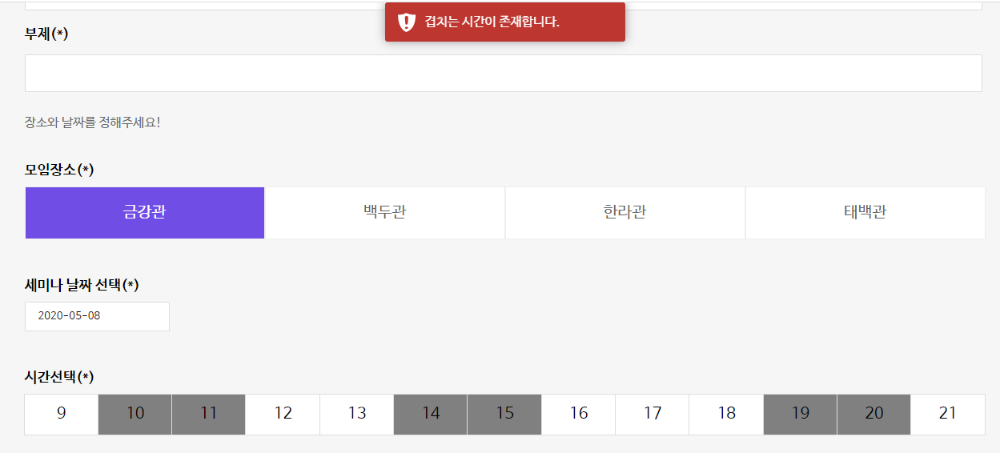 겹치는 시간이 존재합니다.
부제(*)
장소와 날짜를 정해주세요!
모임장소(*)
금강관 백두관 한라관 태백관
세미나 날짜 선택(*)
2020-05-08
시간선택(*)
9 10 11 12 13 14 15 16 17 18 19 20 21